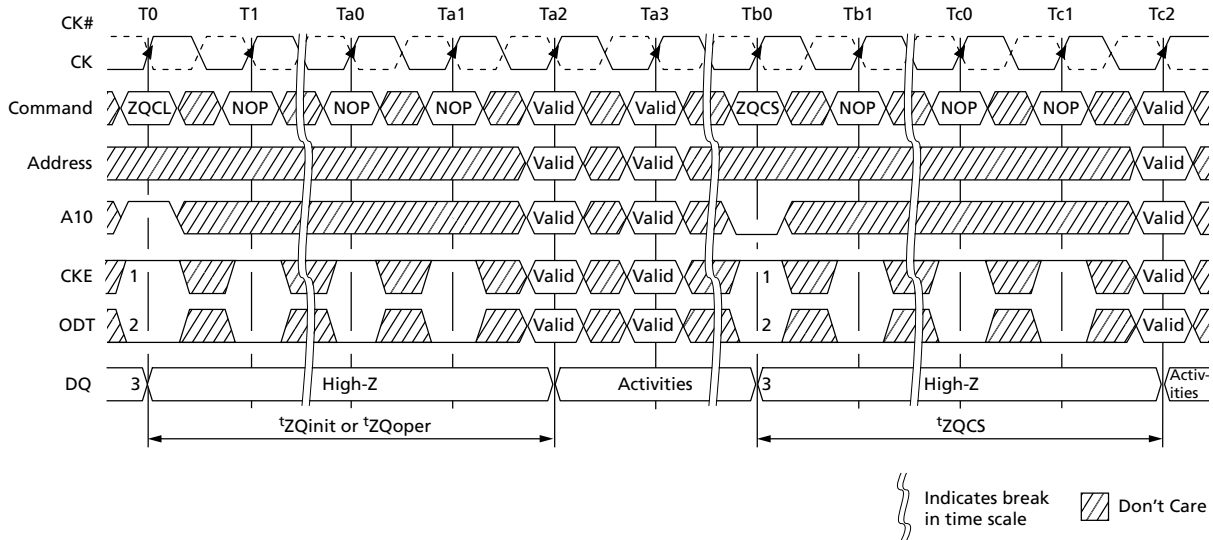 T0 T1 Ta0 Ta1 Ta2 Ta3 Tb0 Tb1 Tc0 Tc1 Tc2
CK#
CK
Command ZQCL NOP NOP NOP Valid Valid ZQCS NOP NOP NOP Valid
Address Valid Valid Valid
A10 Valid Valid Valid
CKE 1 Valid Valid 1 Valid
ODT 2 Valid Valid 2 Valid
DQ 3 High-Z Activities 3 High-Z Activ-
ities
tZQinit or tZQoper tZQCS
Indicates break
in time scale
Don't Care